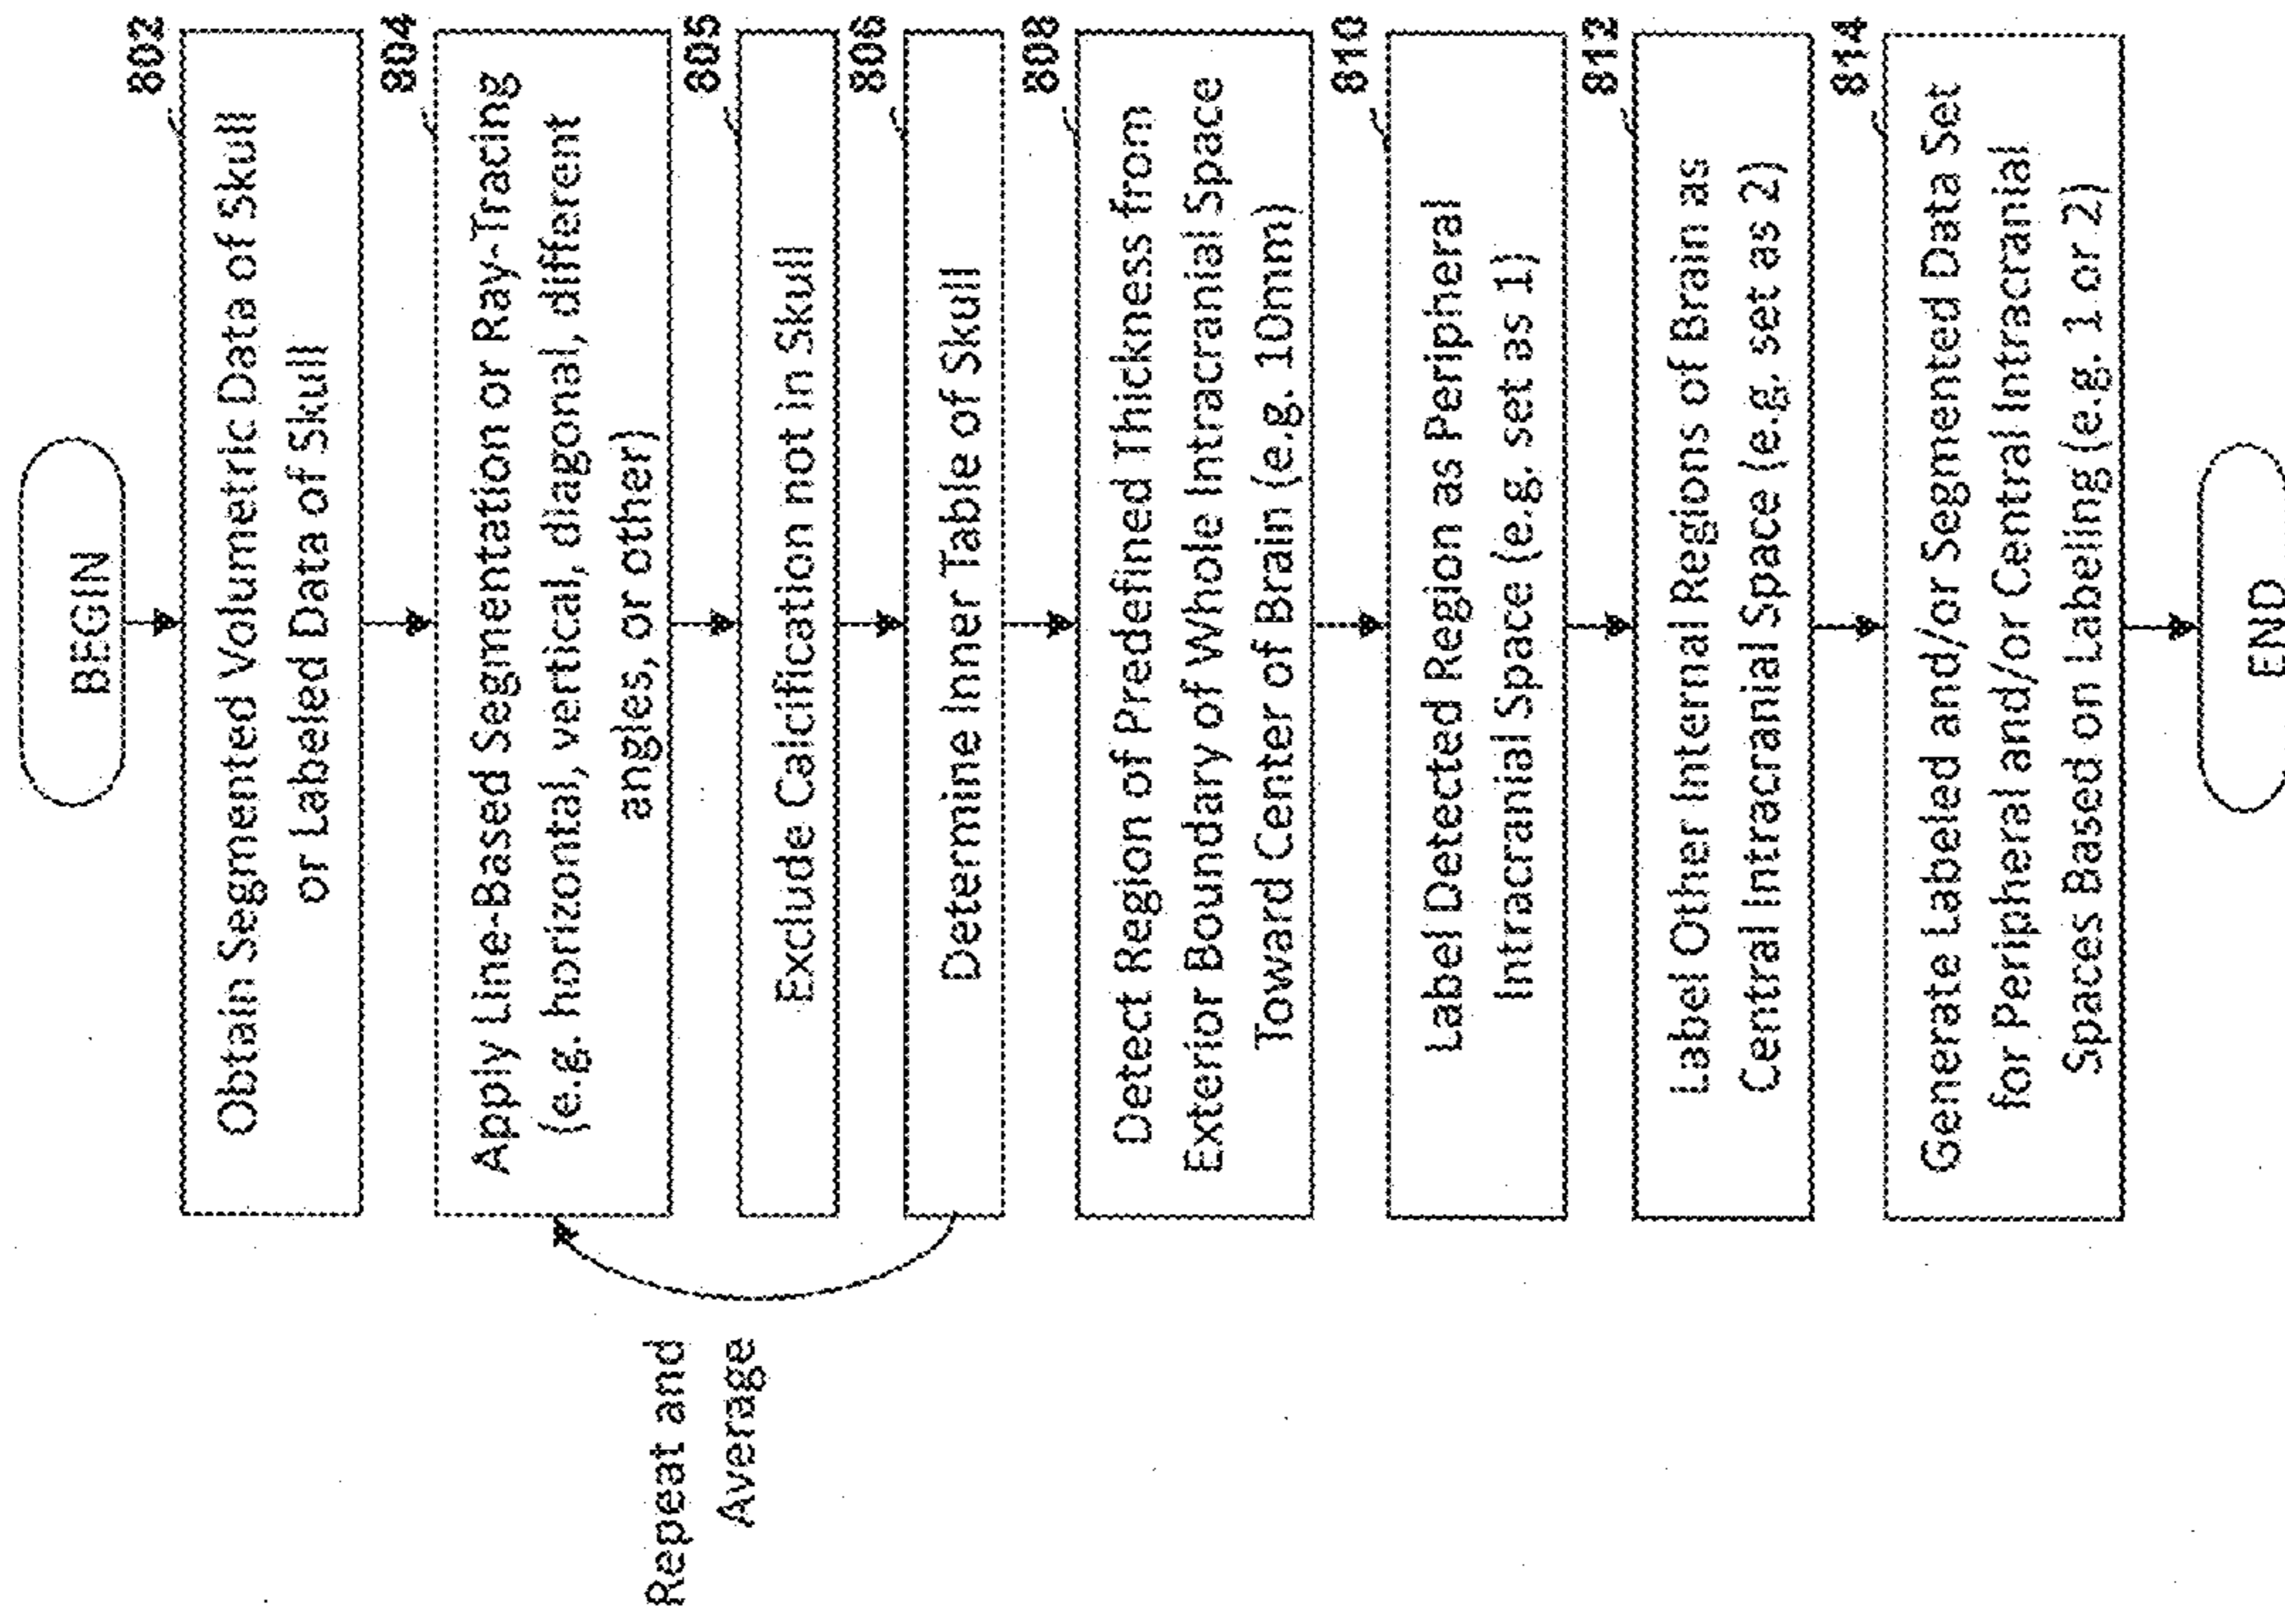 BEGIN
802
Obtain Segmented Volumetric Data of Skull
or Labeled Data of Skull
804
Apply Line-Based Segmentation or Ray-Tracing
(e.g. horizontal, vertical, diagonal, different
angles, or other)
805
Exclude Calcification not in Skull
806
Determine Inner Table of Skull
Repeat and
Average
808
Detect Region of Predefined Thickness from
Exterior Boundary of Whole Intracranial Space
Toward Center of Brain (e.g. 10mm)
810
Label Detected Region as Peripheral
Intracranial Space (e.g. set as 1)
812
Label Other Internal Regions of Brain as
Central Intracranial Space (e.g. set as 2)
814
Generate Labeled and/or Segmented Data Set
for Peripheral and/or Central Intracranial
Spaces Based on Labeling (e.g. 1 or 2)
END